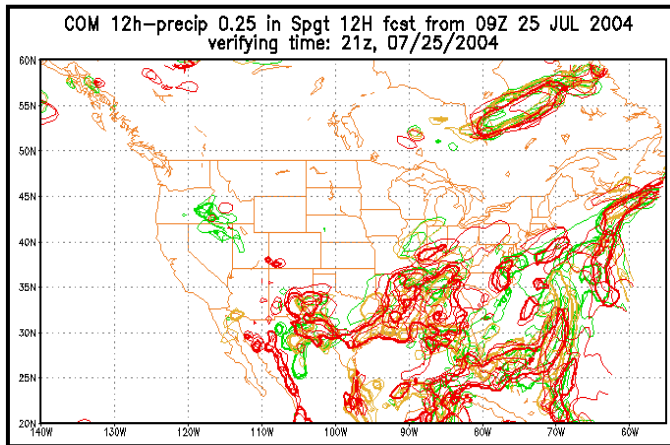 COM 12h-precip 0.25 in Spgt 12H fcst from 09Z 25 JUL 2004
verifying time: 21z, 07/25/2004
60N
55N
50N
45N
40N
35N
30N
25N
20N
140W 130W 120W 110W 100W 90W 80W 70W 60W